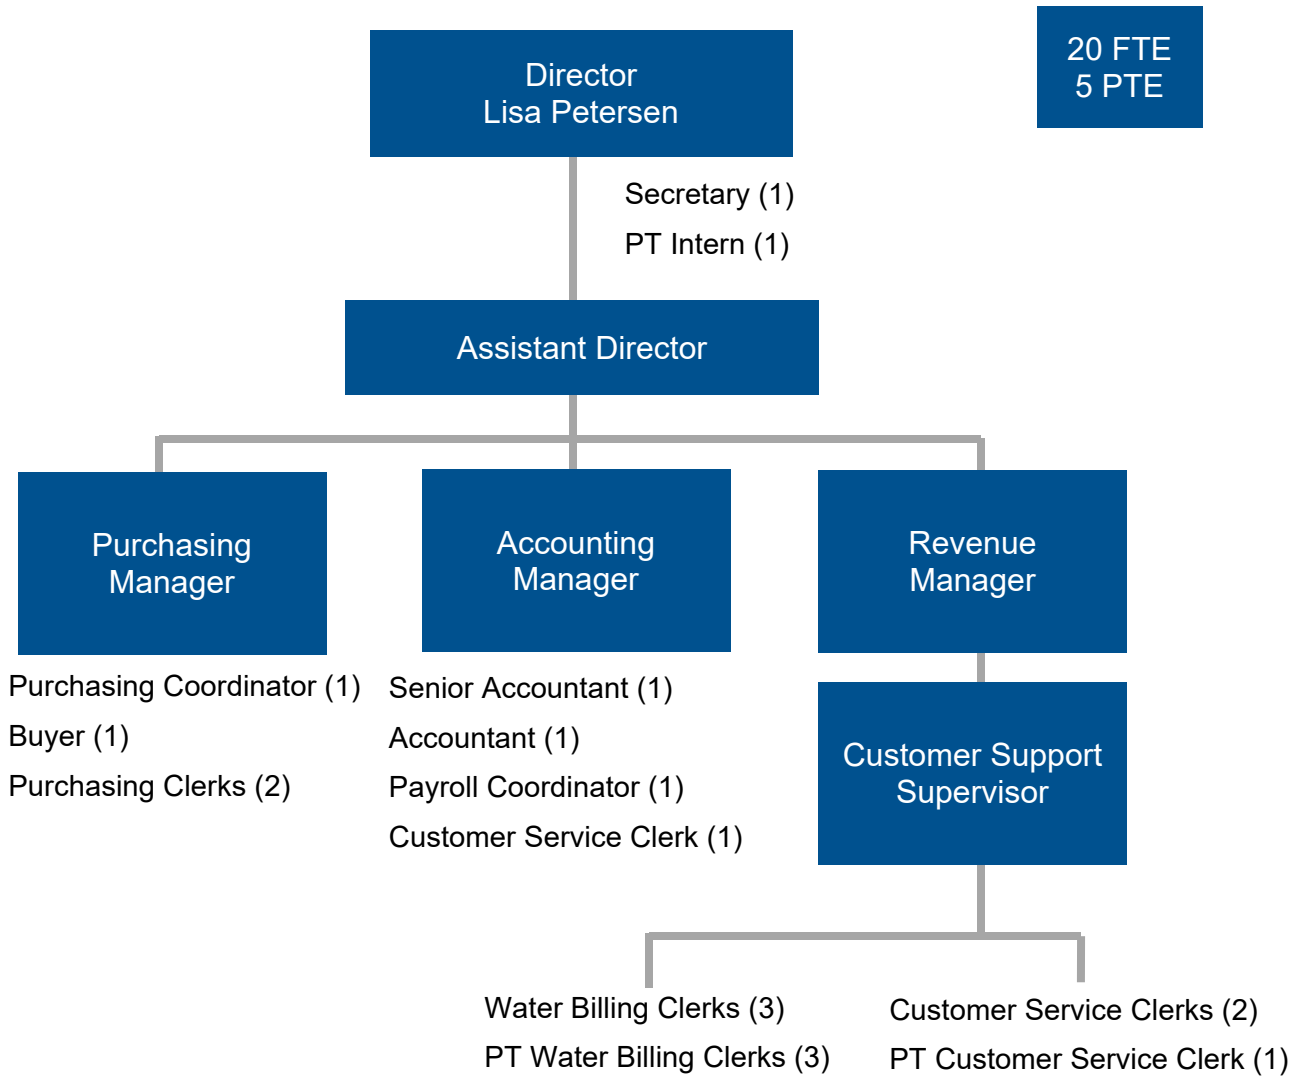 20 FTE
5 PTE
Director
Lisa Petersen
Secretary (1)
PT Intern (1)
Assistant Director
Purchasing
Manager
Purchasing Coordinator (1)
Buyer (1)
Purchasing Clerks (2)
Accounting
Manager
Senior Accountant (1)
Accountant (1)
Payroll Coordinator (1)
Customer Service Clerk (1)
Revenue
Manager
Customer Support
Supervisor
Water Billing Clerks (3)
PT Water Billing Clerks (3)
Customer Service Clerks (2)
PT Customer Service Clerk (1)